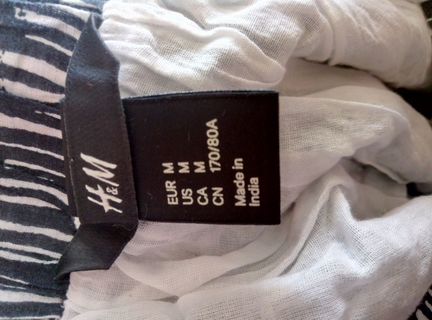 H&M
EUR M
US M
CA M
CN 170/80A
Made in
India